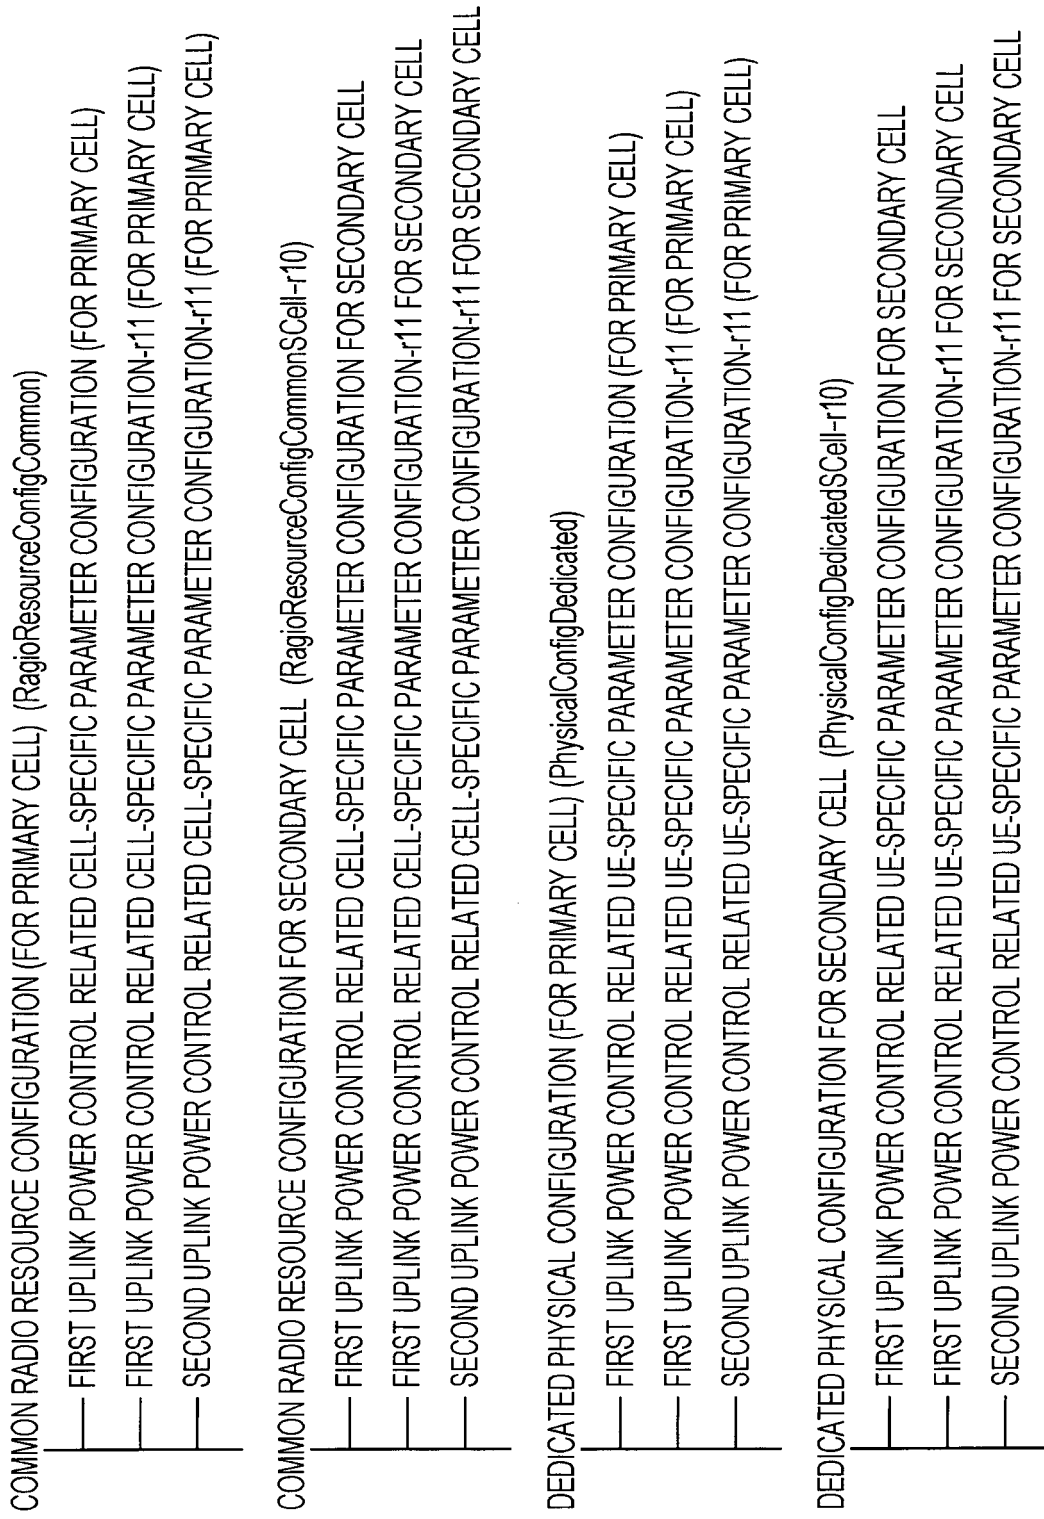 COMMON RADIO RESOURCE CONFIGURATION (FOR PRIMARY CELL) (RagioResourceConfigCommon)
FIRST UPLINK POWER CONTROL RELATED CELL-SPECIFIC PARAMETER CONFIGURATION (FOR PRIMARY CELL)
FIRST UPLINK POWER CONTROL RELATED CELL-SPECIFIC PARAMETER CONFIGURATION-r11 (FOR PRIMARY CELL)
SECOND UPLINK POWER CONTROL RELATED CELL-SPECIFIC PARAMETER CONFIGURATION-r11 (FOR PRIMARY CELL)
COMMON RADIO RESOURCE CONFIGURATION FOR SECONDARY CELL (RagioResourceConfigCommonSCell-r10)
FIRST UPLINK POWER CONTROL RELATED CELL-SPECIFIC PARAMETER CONFIGURATION FOR SECONDARY CELL
FIRST UPLINK POWER CONTROL RELATED CELL-SPECIFIC PARAMETER CONFIGURATION-r11 FOR SECONDARY CELL
SECOND UPLINK POWER CONTROL RELATED CELL-SPECIFIC PARAMETER CONFIGURATION-r11 FOR SECONDARY CELL
DEDICATED PHYSICAL CONFIGURATION (FOR PRIMARY CELL) (PhysicalConfigDedicated)
FIRST UPLINK POWER CONTROL RELATED UE-SPECIFIC PARAMETER CONFIGURATION (FOR PRIMARY CELL)
FIRST UPLINK POWER CONTROL RELATED UE-SPECIFIC PARAMETER CONFIGURATION-r11 (FOR PRIMARY CELL)
SECOND UPLINK POWER CONTROL RELATED UE-SPECIFIC PARAMETER CONFIGURATION-r11 (FOR PRIMARY CELL)
DEDICATED PHYSICAL CONFIGURATION FOR SECONDARY CELL (PhysicalConfigDedicatedSCell-r10)
FIRST UPLINK POWER CONTROL RELATED UE-SPECIFIC PARAMETER CONFIGURATION FOR SECONDARY CELL
FIRST UPLINK POWER CONTROL RELATED UE-SPECIFIC PARAMETER CONFIGURATION-r11 FOR SECONDARY CELL
SECOND UPLINK POWER CONTROL RELATED UE-SPECIFIC PARAMETER CONFIGURATION-r11 FOR SECONDARY CELL